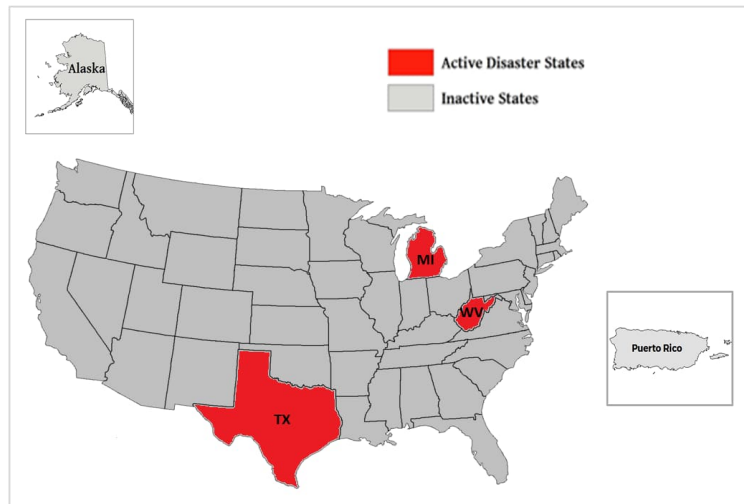 Alaska
Active Disaster States
Inactive States
MI
WV
Puerto Rico
TX